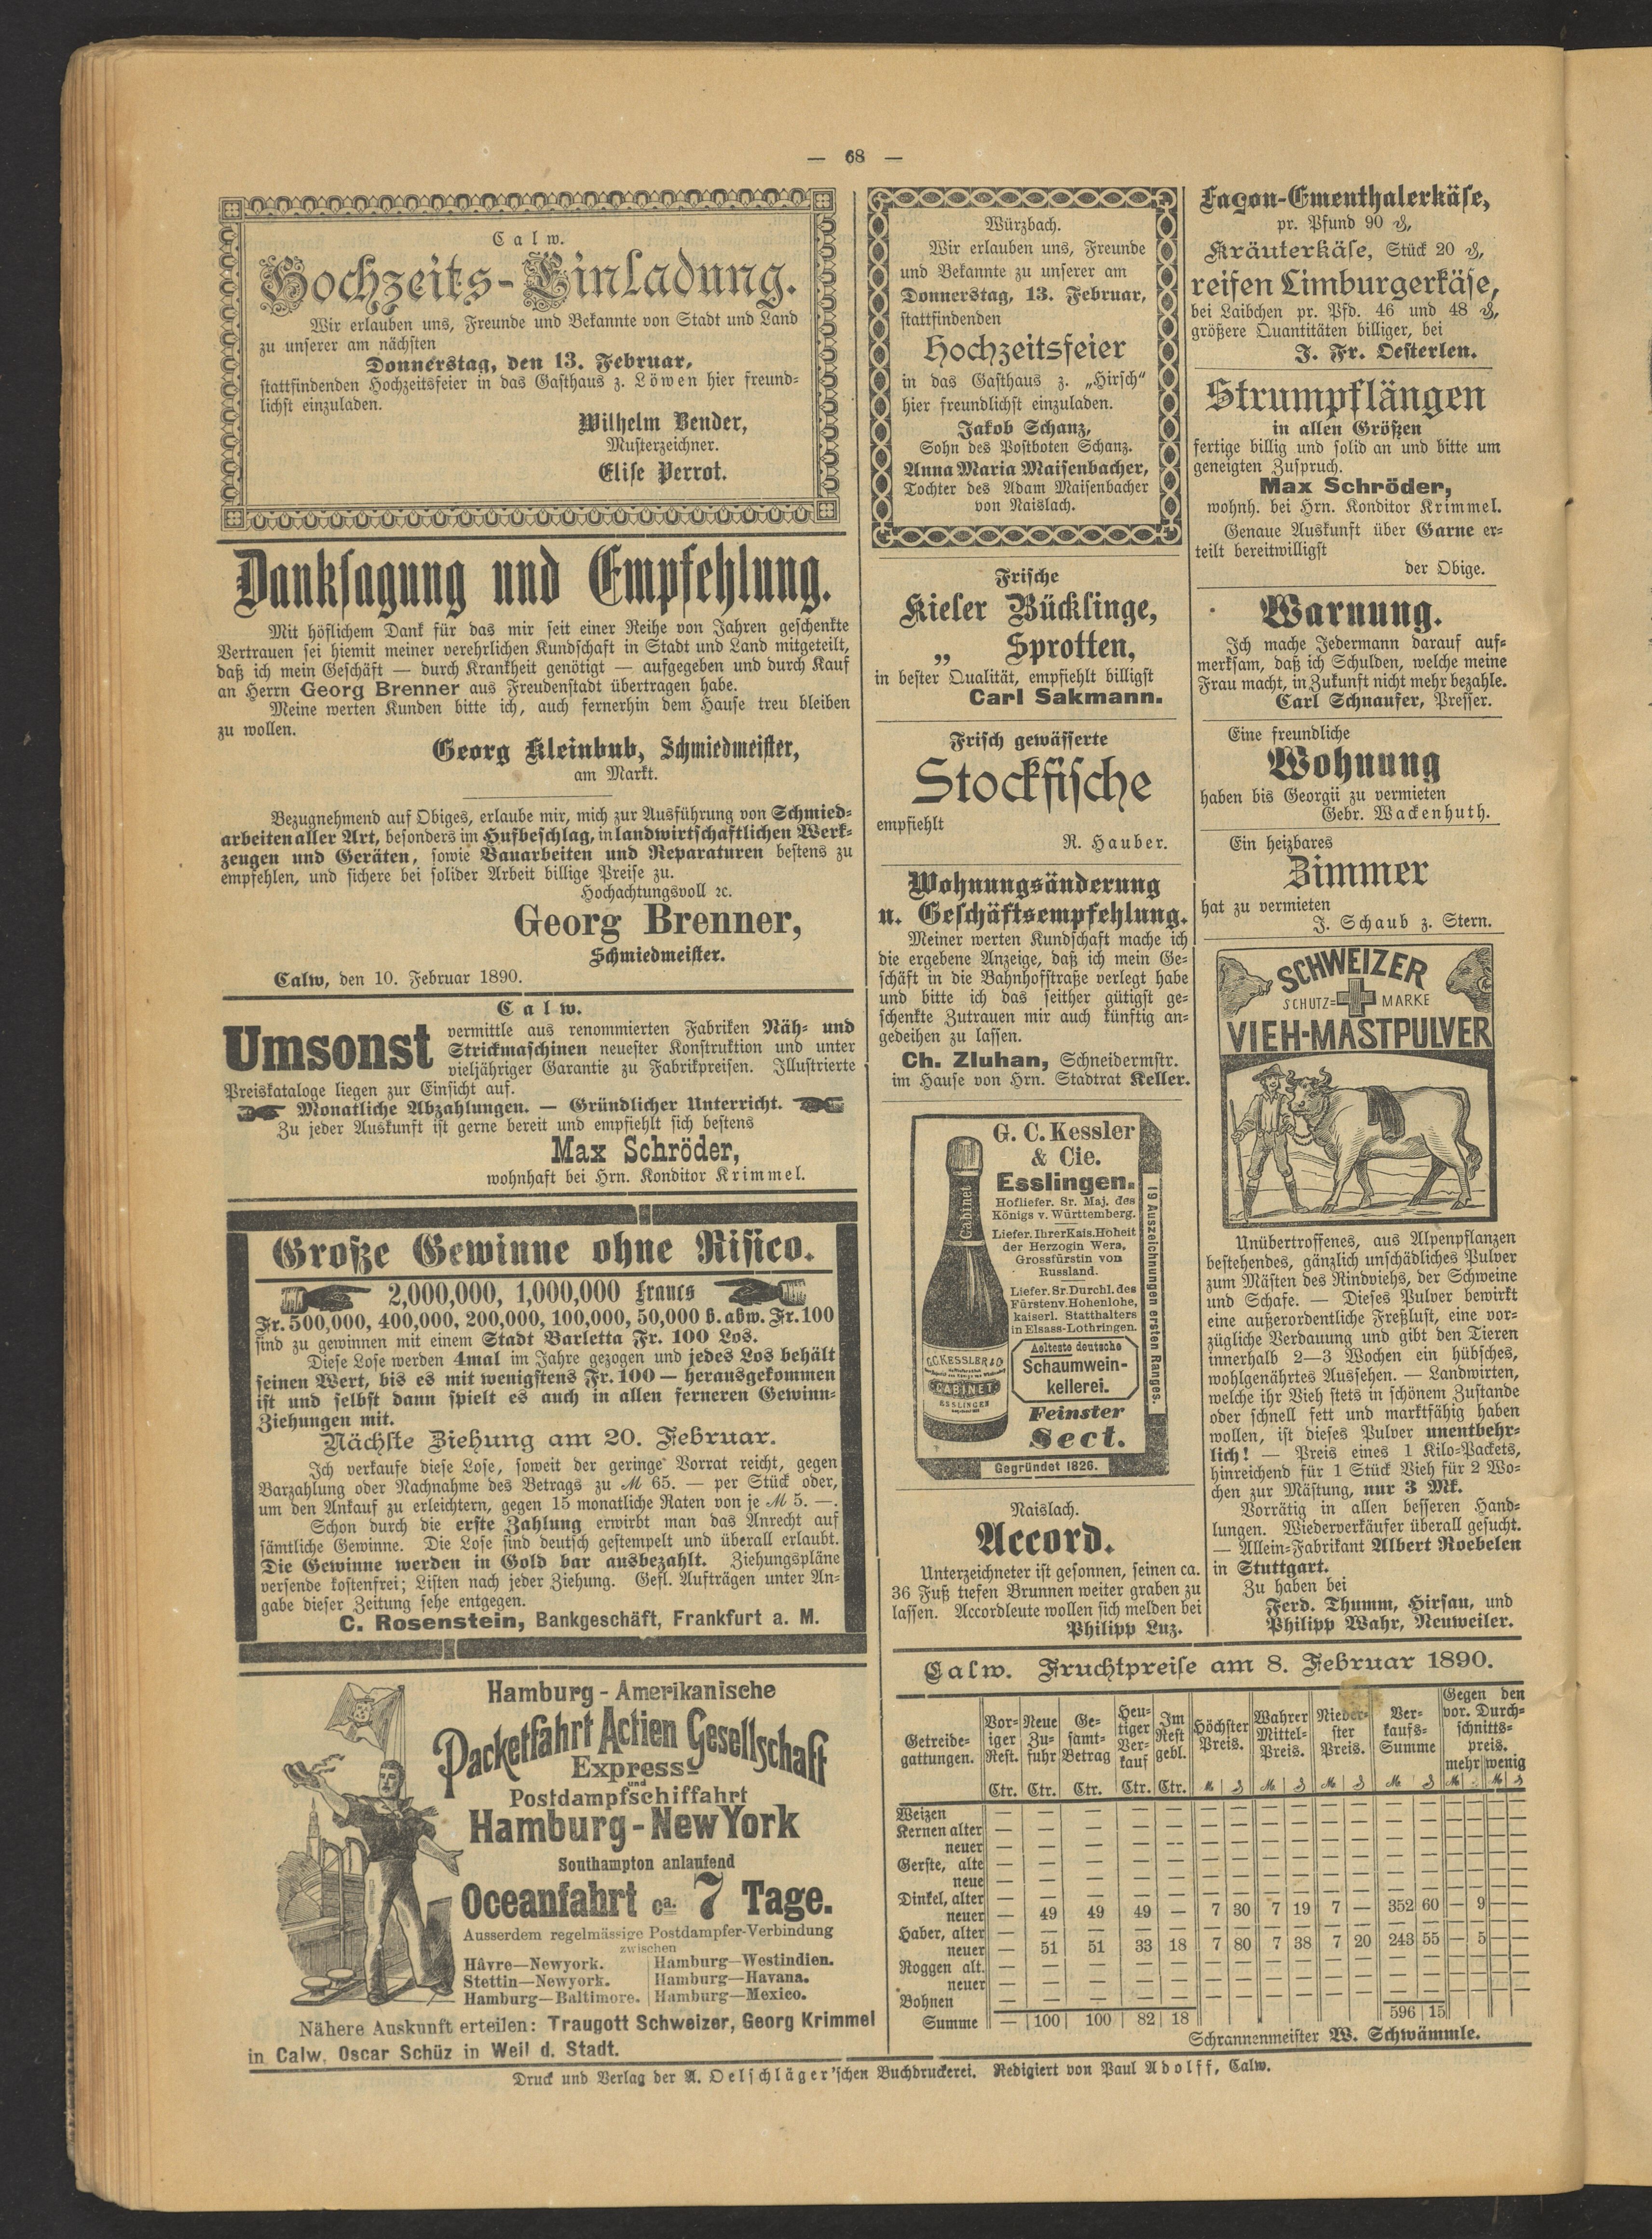 — 68 —
Calw.
Hochzeits-Einladung.
Wir erlauben uns, Freunde und Bekannte von Stadt und Land
zu unserer am nächsten
Donnerstag, den 13. Februar,
stattfindenden Hochzeitsfeier in das Gasthaus z. Löwen hier freund-
lichst einzuladen.
Wilhelm Bender,
Musterzeichner.
Elise Perrot.
Danksagung und Empfehlung.
Mit höflichem Dank für das mir seit einer Reihe von Jahren geschenkte
Vertrauen sei hiemit meiner verehrlichen Kundschaft in Stadt und Land mitgeteilt,
daß ich mein Geschäft — durch Krankheit genötigt — aufgegeben und durch Kauf
an Herrn Georg Brenner aus Freudenstadt übertragen habe.
Meine werten Kunden bitte ich, auch fernerhin dem Hause treu bleiben
zu wollen.
Georg Kleinbub, Schmiedmeister,
am Markt.
Bezugnehmend auf Obiges, erlaube mir, mich zur Ausführung von Schmied-
arbeiten aller Art, besonders im Hufbeschlag, in landwirtschaftlichen Werk-
zeugen und Geräten, sowie Bauarbeiten und Reparaturen bestens zu
empfehlen, und sichere bei solider Arbeit billige Preise zu.
Hochachtungsvoll ꝛc.
Georg Brenner,
Schmiedmeister.
Calw, den 10. Februar 1890.
Calw.
Umsonst
vermittle aus renommierten Fabriken Näh- und
Strickmaschinen neuester Konstruktion und unter
vieljähriger Garantie zu Fabrikpreisen. Illustrierte
Preiskataloge liegen zur Einsicht auf.
Monatliche Abzahlungen. — Gründlicher Unterricht.
Zu jeder Auskunft ist gerne bereit und empfiehlt sich bestens
Max Schröder,
wohnhaft bei Hrn. Konditor Krimmel.
Große Gewinne ohne Risico.
2,000,000, 1,000,000 Francs
Fr. 500,000, 400,000, 200,000, 100,000, 50,000 b. abw. Fr. 100
sind zu gewinnen mit einem Stadt Barletta Fr. 100 Los.
Diese Lose werden 4mal im Jahre gezogen und jedes Los behält
seinen Wert, bis es mit wenigstens Fr. 100 — herausgekommen
ist und selbst dann spielt es auch in allen ferneren Gewinn-
Ziehungen mit.
Nächste Ziehung am 20. Februar.
Ich verkaufe diese Lose, soweit der geringe Vorrat reicht, gegen
Barzahlung oder Nachnahme des Betrags zu ℳ 65. — per Stück oder,
um den Ankauf zu erleichtern, gegen 15 monatliche Raten von je ℳ 5. —.
Schon durch die erste Zahlung erwirbt man das Anrecht auf
sämtliche Gewinne. Die Lose sind deutsch gestempelt und überall erlaubt.
Die Gewinne werden in Gold bar ausbezahlt. Ziehungspläne
versende kostenfrei; Listen nach jeder Ziehung. Gefl. Aufträgen unter An-
gabe dieser Zeitung sehe entgegen.
C. Rosenstein, Bankgeschäft, Frankfurt a. M.
Hamburg-Amerikanische
Packetfahrt Actien Gesellschaft
Express-
und
Postdampfschiffahrt
Hamburg-NewYork
Southampton anlaufend
Oceanfahrt ca. 7 Tage.
Ausserdem regelmässige Postdampfer-Verbindung
zwischen
Hâvre—Newyork. Hamburg—Westindien.
Stettin—Newyork. Hamburg—Havana.
Hamburg—Baltimore. Hamburg—Mexico.
Nähere Auskunft erteilen: Traugott Schweizer, Georg Krimmel
in Calw, Oscar Schüz in Weil d. Stadt.
Würzbach.
Wir erlauben uns, Freunde
und Bekannte zu unserer am
Donnerstag, 13. Februar,
stattfindenden
Hochzeitsfeier
in das Gasthaus z. „Hirsch“
hier freundlichst einzuladen.
Jakob Schanz,
Sohn des Postboten Schanz.
Anna Maria Maisenbacher,
Tochter des Adam Maisenbacher
von Naislach.
Frische
Kieler Bücklinge,
„ Sprotten,
in bester Qualität, empfiehlt billigst
Carl Sakmann.
Frisch gewässerte
Stockfische
empfiehlt
R. Hauber.
Wohnungsänderung
u. Geschäftsempfehlung.
Meiner werten Kundschaft mache ich
die ergebene Anzeige, daß ich mein Ge-
schäft in die Bahnhofstraße verlegt habe
und bitte ich das seither gütigst ge-
schenkte Zutrauen mir auch künftig an-
gedeihen zu lassen.
Ch. Zluhan, Schneidermstr.
im Hause von Hrn. Stadtrat Keller.
G. C. Kessler
& Cie.
Esslingen.
Hofliefer. Sr. Maj. des
Königs v. Württemberg.
Liefer. Ihrer Kais. Hoheit
der Herzogin Wera,
Grossfürstin von
Russland.
Liefer. Sr. Durchl. des
Fürsten v. Hohenlohe,
kaiserl. Statthalters
in Elsass-Lothringen.
Aelteste deutsche
Schaumwein-
kellerei.
Feinster
Sect.
Gegründet 1826.
19 Auszeichnungen ersten Ranges.
Cabinet
G.C. KESSLER & Co
CABINET
ESSLINGEN
Naislach.
Accord.
Unterzeichneter ist gesonnen, seinen ca.
36 Fuß tiefen Brunnen weiter graben zu
lassen. Accordleute wollen sich melden bei
Philipp Luz.
Façon-Ementhalerkäse,
pr. Pfund 90 ₰,
Kräuterkäse, Stück 20 ₰,
reifen Limburgerkäse,
bei Laibchen pr. Pfd. 46 und 48 ₰,
größere Quantitäten billiger, bei
J. Fr. Oesterlen.
Strumpflängen
in allen Größen
fertige billig und solid an und bitte um
geneigten Zuspruch.
Max Schröder,
wohnh. bei Hrn. Konditor Krimmel.
Genaue Auskunft über Garne er-
teilt bereitwilligst
der Obige.
Warnung.
Ich mache Jedermann darauf auf-
merksam, daß ich Schulden, welche meine
Frau macht, in Zukunft nicht mehr bezahle.
Carl Schnaufer, Presser.
Eine freundliche
Wohnung
haben bis Georgii zu vermieten
Gebr. Wackenhuth.
Ein heizbares
Zimmer
hat zu vermieten
J. Schaub z. Stern.
SCHWEIZER
SCHUTZ- MARKE
VIEH-MASTPULVER
Unübertroffenes, aus Alpenpflanzen
bestehendes, gänzlich unschädliches Pulver
zum Mästen des Rindviehs, der Schweine
und Schafe. — Dieses Pulver bewirkt
eine außerordentliche Freßlust, eine vor-
zügliche Verdauung und gibt den Tieren
innerhalb 2—3 Wochen ein hübsches,
wohlgenährtes Aussehen. — Landwirten,
welche ihr Vieh stets in schönem Zustande
oder schnell fett und marktfähig haben
wollen, ist dieses Pulver unentbehr-
lich! — Preis eines 1 Kilo-Packets,
hinreichend für 1 Stück Vieh für 2 Wo-
chen zur Mästung, nur 3 Mk.
Vorrätig in allen besseren Hand-
lungen. Wiederverkäufer überall gesucht.
— Allein-Fabrikant Albert Roebelen
in Stuttgart.
Zu haben bei
Ferd. Thumm, Hirsau, und
Philipp Wahr, Neuweiler.
Calw. Fruchtpreise am 8. Februar 1890.
Getreide-gattungen. | Vor-iger Rest. | Neue Zu-fuhr | Ge-samt-Betrag | Heu-tiger Ver-kauf | Im Rest gebl. | Höchster Preis. | Wahrer Mittel-Preis. | Nieder-ster Preis. | Ver-kaufs-Summe | Gegen den vor. Durch-schnitts-preis. mehr wenig
Ctr. Ctr. Ctr. Ctr. Ctr. ℳ ₰ ℳ ₰ ℳ ₰ ℳ ₰ ℳ ₰ ℳ ₰
Weizen — — — — — — — — — — — — — — — — —
Kernen alter — — — — — — — — — — — — — — — — —
neuer — — — — — — — — — — — — — — — — —
Gerste, alte — — — — — — — — — — — — — — — — —
neue — — — — — — — — — — — — — — — — —
Dinkel, alter — — — — — — — — — — — — — — — — —
neuer — 49 49 49 — 7 30 7 19 7 — 352 60 — 9 — —
Haber, alter — — — — — — — — — — — — — — — — —
neuer — 51 51 33 18 7 80 7 38 7 20 243 55 — 5 — —
Roggen alt. — — — — — — — — — — — — — — — — —
neuer — — — — — — — — — — — — — — — — —
Bohnen — — — — — — — — — — — — — — — — —
Summe — 100 100 82 18 596 15
Schrannenmeister W. Schwämmle.
Druck und Verlag der A. Oelschläger'schen Buchdruckerei. Redigiert von Paul Adolff, Calw.